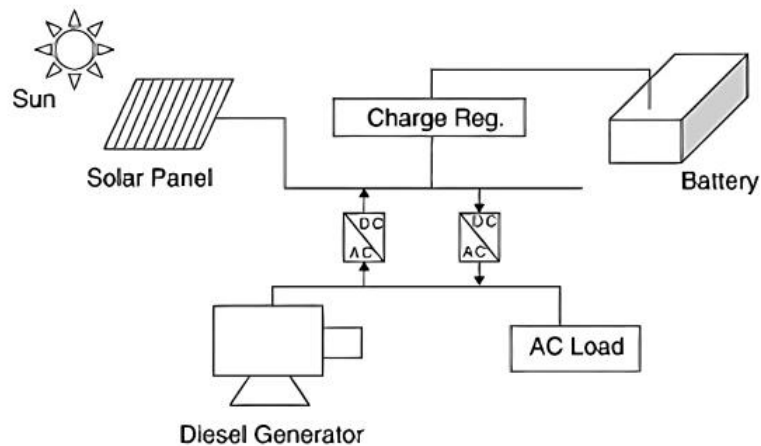 Sun
Solar Panel
Charge Reg.
Battery
DC
AC
DC
AC
AC Load
Diesel Generator